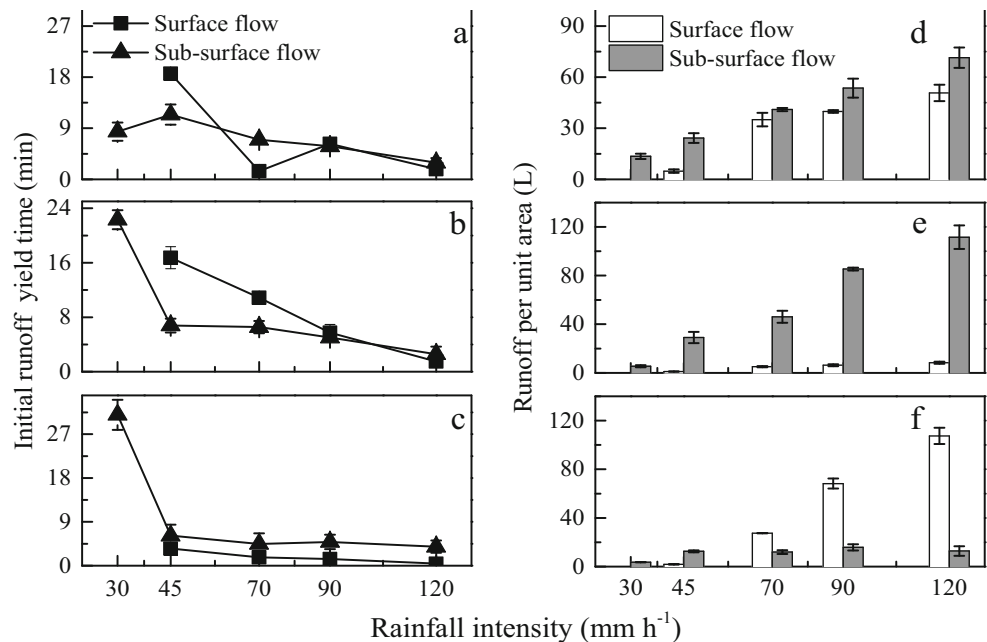 Initial runoff yield time (min)
27
18
9
0
Surface flow
Sub-surface flow
a
24
16
8
0
b
27
18
9
0
c
30 45 70 90 120
Runoff per unit area (L)
90
60
30
0
Surface flow
Sub-surface flow
d
120
80
40
0
e
120
80
40
0
f
30 45 70 90 120
Rainfall intensity (mm h⁻¹)